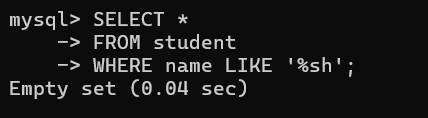 mysql> SELECT *
    -> FROM student
    -> WHERE name LIKE '%sh';
Empty set (0.04 sec)